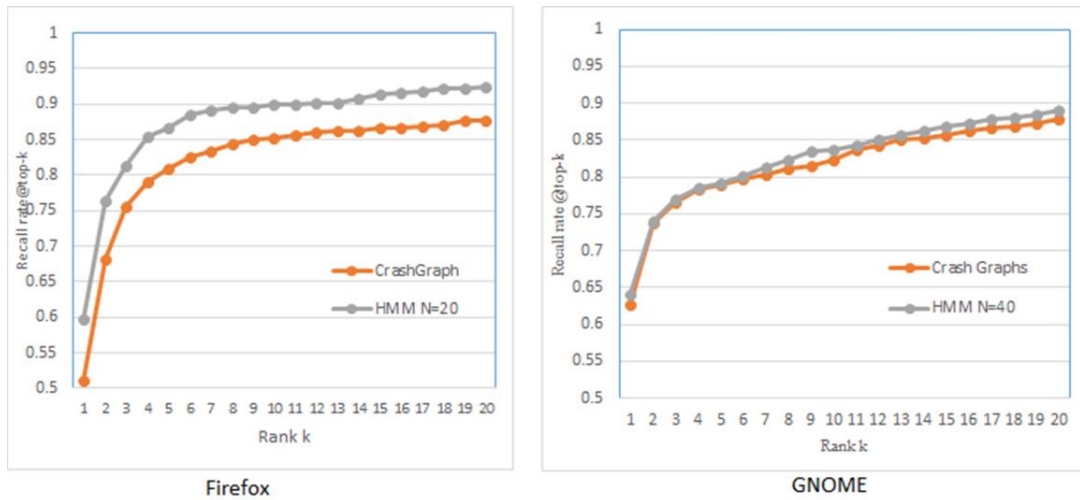 1
0.95
0.9
0.85
0.8
0.75
0.7
0.65
0.6
0.55
0.5
Recall rate@top-k
CrashGraph
HMM N=20
1 2 3 4 5 6 7 8 9 10 11 12 13 14 15 16 17 18 19 20
Rank k
Firefox
1
0.95
0.9
0.85
0.8
0.75
0.7
0.65
0.6
0.55
0.5
Recall rate @top-k
Crash Graphs
HMM N=40
1 2 3 4 5 6 7 8 9 10 11 12 13 14 15 16 17 18 19 20
Rank k
GNOME